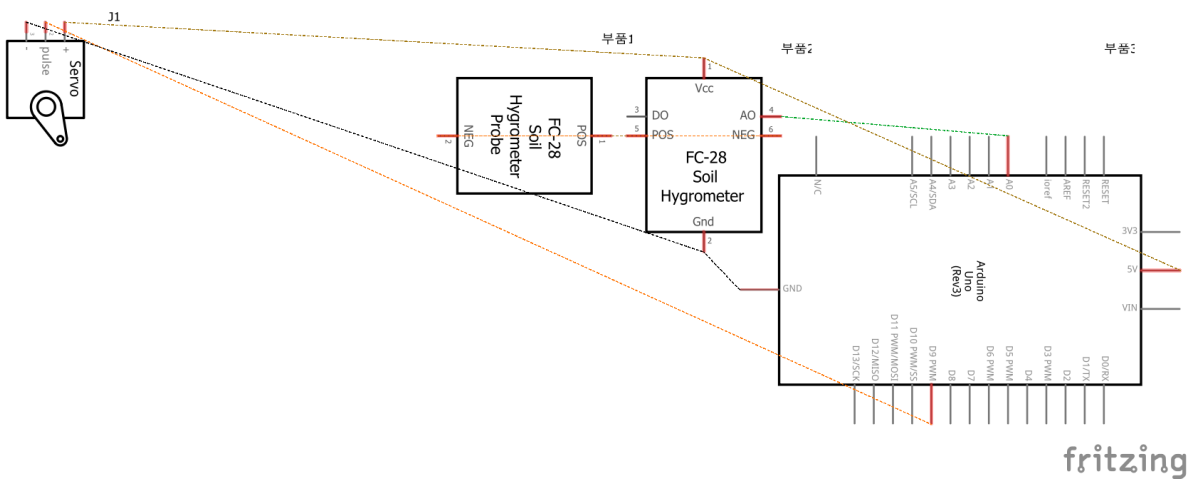 J1
부품1
부품2
부품3
-
pulse
+
Servo
FC-28
Soil
Hygrometer
Probe
NEG
POS
2
1
1
Vcc
3
DO
AO
4
5
POS
NEG
6
FC-28
Soil
Hygrometer
Gnd
2
N/C
A5/SCL
A4/SDA
A3
A2
A1
A0
ioref
AREF
RESET2
RESET
3V3
5V
VIN
GND
Arduino
Uno
(Rev3)
D13/SCK
D12/MISO
D11 PWM/MOSI
D10 PWM/SS
D9 PWM
D8
D7
D6 PWM
D5 PWM
D4
D3 PWM
D2
D1/TX
D0/RX
fritzing